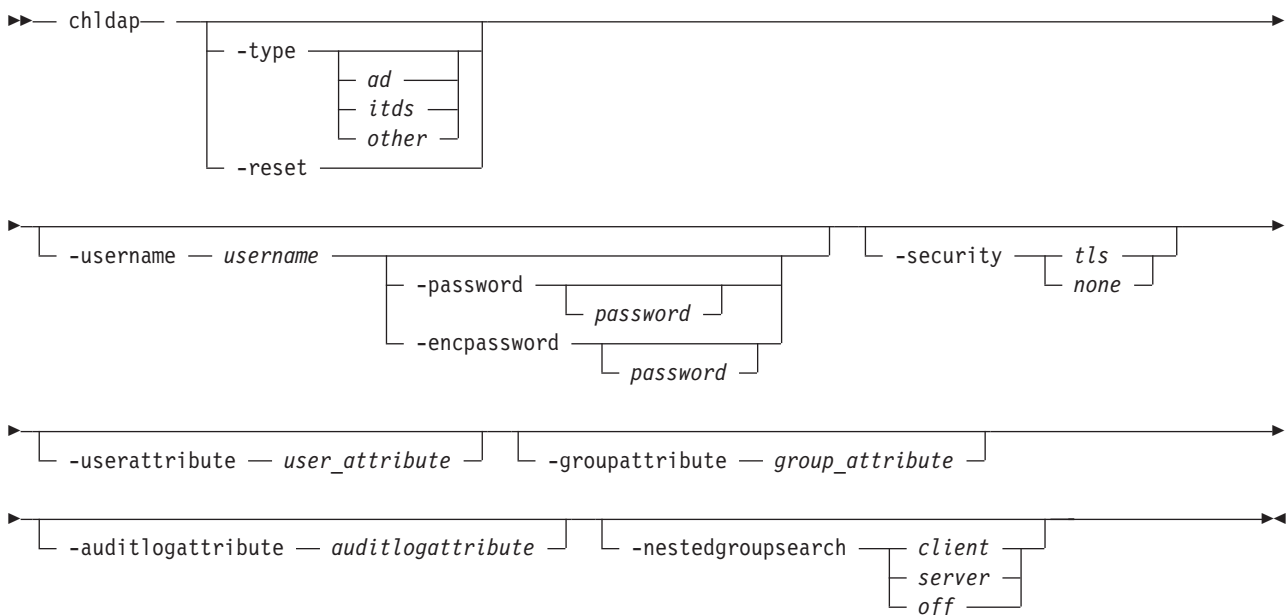 chldap
-type
ad
itds
other
-reset
-username username
-password
password
-encpassword
password
-security tls
none
-userattribute user_attribute -groupattribute group_attribute
-auditlogattribute auditlogattribute -nestedgroupsearch client
server
off